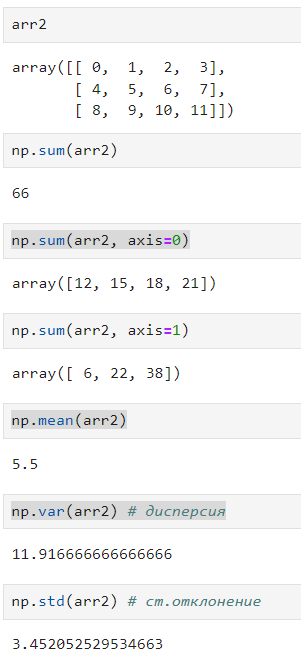 arr2
array([[ 0,  1,  2,  3],
       [ 4,  5,  6,  7],
       [ 8,  9, 10, 11]])
np.sum(arr2)
66
np.sum(arr2, axis=0)
array([12, 15, 18, 21])
np.sum(arr2, axis=1)
array([ 6, 22, 38])
np.mean(arr2)
5.5
np.var(arr2) # дисперсия
11.916666666666666
np.std(arr2) # ст.отклонение
3.452052529534663